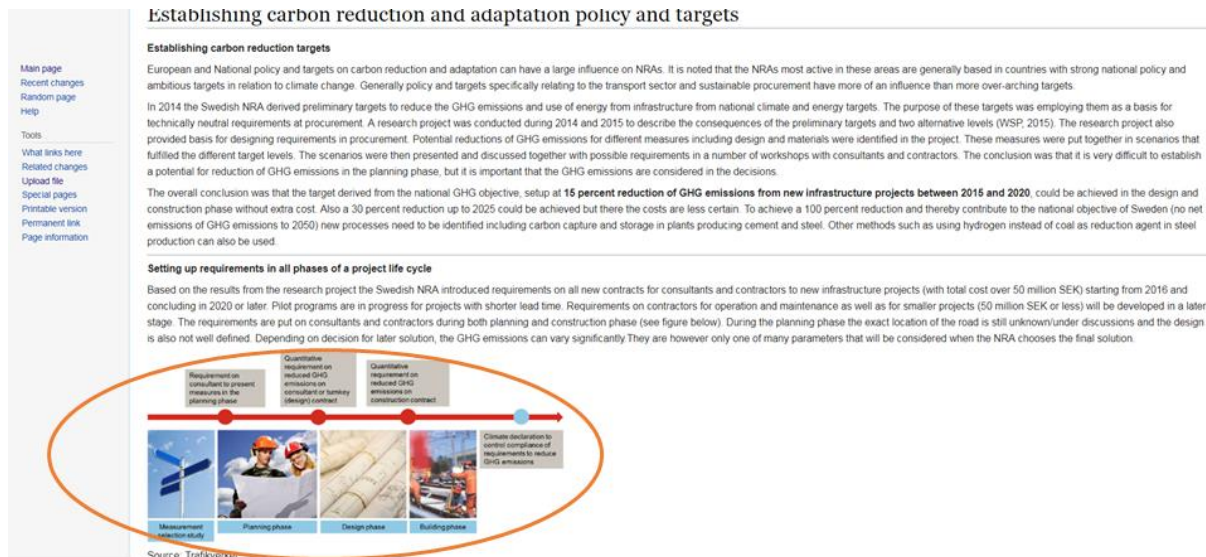 Establishing carbon reduction and adaptation policy and targets
Main page
Recent changes
Random page
Help
Tools
What links here
Related changes
Upload file
Special pages
Printable version
Permanent link
Page information
Establishing carbon reduction targets
European and National policy and targets on carbon reduction and adaptation can have a large influence on NRAs. It is noted that the NRAs most active in these areas are generally based in countries with strong national policy and
ambitious targets in relation to climate change. Generally policy and targets specifically relating to the transport sector and sustainable procurement have more of an influence than more over-arching targets.
In 2014 the Swedish NRA derived preliminary targets to reduce the GHG emissions and use of energy from infrastructure from national climate and energy targets. The purpose of these targets was employing them as a basis for
technically neutral requirements at procurement. A research project was conducted during 2014 and 2015 to describe the consequences of the preliminary targets and two alternative levels (WSP, 2015). The research project also
provided basis for designing requirements in procurement. Potential reductions of GHG emissions for different measures including design and materials were identified in the project. These measures were put together in scenarios that
fulfilled the different target levels. The scenarios were then presented and discussed together with possible requirements in a number of workshops with consultants and contractors. The conclusion was that it is very difficult to establish
a potential for reduction of GHG emissions in the planning phase, but it is important that the GHG emissions are considered in the decisions.
The overall conclusion was that the target derived from the national GHG objective, setup at 15 percent reduction of GHG emissions from new infrastructure projects between 2015 and 2020, could be achieved in the design and
construction phase without extra cost. Also a 30 percent reduction up to 2025 could be achieved but there the costs are less certain. To achieve a 100 percent reduction and thereby contribute to the national objective of Sweden (no net
emissions of GHG emissions to 2050) new processes need to be identified including carbon capture and storage in plants producing cement and steel. Other methods such as using hydrogen instead of coal as reduction agent in steel
production can also be used.
Setting up requirements in all phases of a project life cycle
Based on the results from the research project the Swedish NRA introduced requirements on all new contracts for consultants and contractors to new infrastructure projects (with total cost over 50 million SEK) starting from 2016 and
concluding in 2020 or later. Pilot programs are in progress for projects with shorter lead time. Requirements on contractors for operation and maintenance as well as for smaller projects (50 million SEK or less) will be developed in a later
stage. The requirements are put on consultants and contractors during both planning and construction phase (see figure below). During the planning phase the exact location of the road is still unknown/under discussions and the design
is also not well defined. Depending on decision for later solution, the GHG emissions can vary significantly.They are however only one of many parameters that will be considered when the NRA chooses the final solution.
Requirement on
consultant to present
measures in the
planning phase
Quantitative
requirement on
reduced GHG
emissions on
consultant or turnkey
(design) contract
Quantitative
requirement on
reduced GHG
emissions on
construction contract
Climate declaration to
control compliance of
requirements to reduce
GHG emissions
Measurement
selection study
Planning phase
Design phase
Building phase
Source: Trafikverket